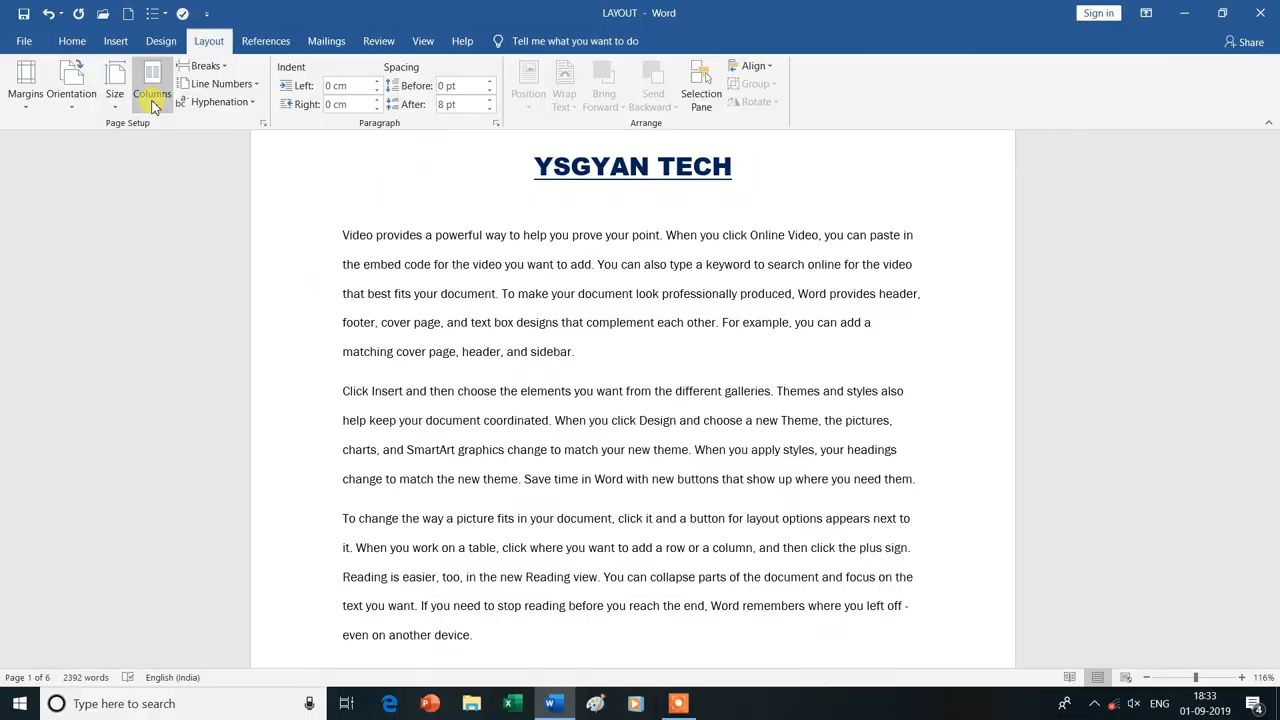 LAYOUT - Word
Sign in
File Home Insert Design Layout References Mailings Review View Help Tell me what you want to do Share
Margins Orientation Size Columns
Breaks
Line Numbers
Hyphenation
Page Setup
Indent
Left: 0 cm
Right: 0 cm
Spacing
Before: 0 pt
After: 8 pt
Paragraph
Position
Wrap Text
Bring Forward
Send Backward
Selection Pane
Align
Group
Rotate
Arrange
YSGYAN TECH
Video provides a powerful way to help you prove your point. When you click Online Video, you can paste in
the embed code for the video you want to add. You can also type a keyword to search online for the video
that best fits your document. To make your document look professionally produced, Word provides header,
footer, cover page, and text box designs that complement each other. For example, you can add a
matching cover page, header, and sidebar.
Click Insert and then choose the elements you want from the different galleries. Themes and styles also
help keep your document coordinated. When you click Design and choose a new Theme, the pictures,
charts, and SmartArt graphics change to match your new theme. When you apply styles, your headings
change to match the new theme. Save time in Word with new buttons that show up where you need them.
To change the way a picture fits in your document, click it and a button for layout options appears next to
it. When you work on a table, click where you want to add a row or a column, and then click the plus sign.
Reading is easier, too, in the new Reading view. You can collapse parts of the document and focus on the
text you want. If you need to stop reading before you reach the end, Word remembers where you left off -
even on another device.
Page 1 of 6 2392 words English (India) 116%
Type here to search
ENG
18:33
01-09-2019